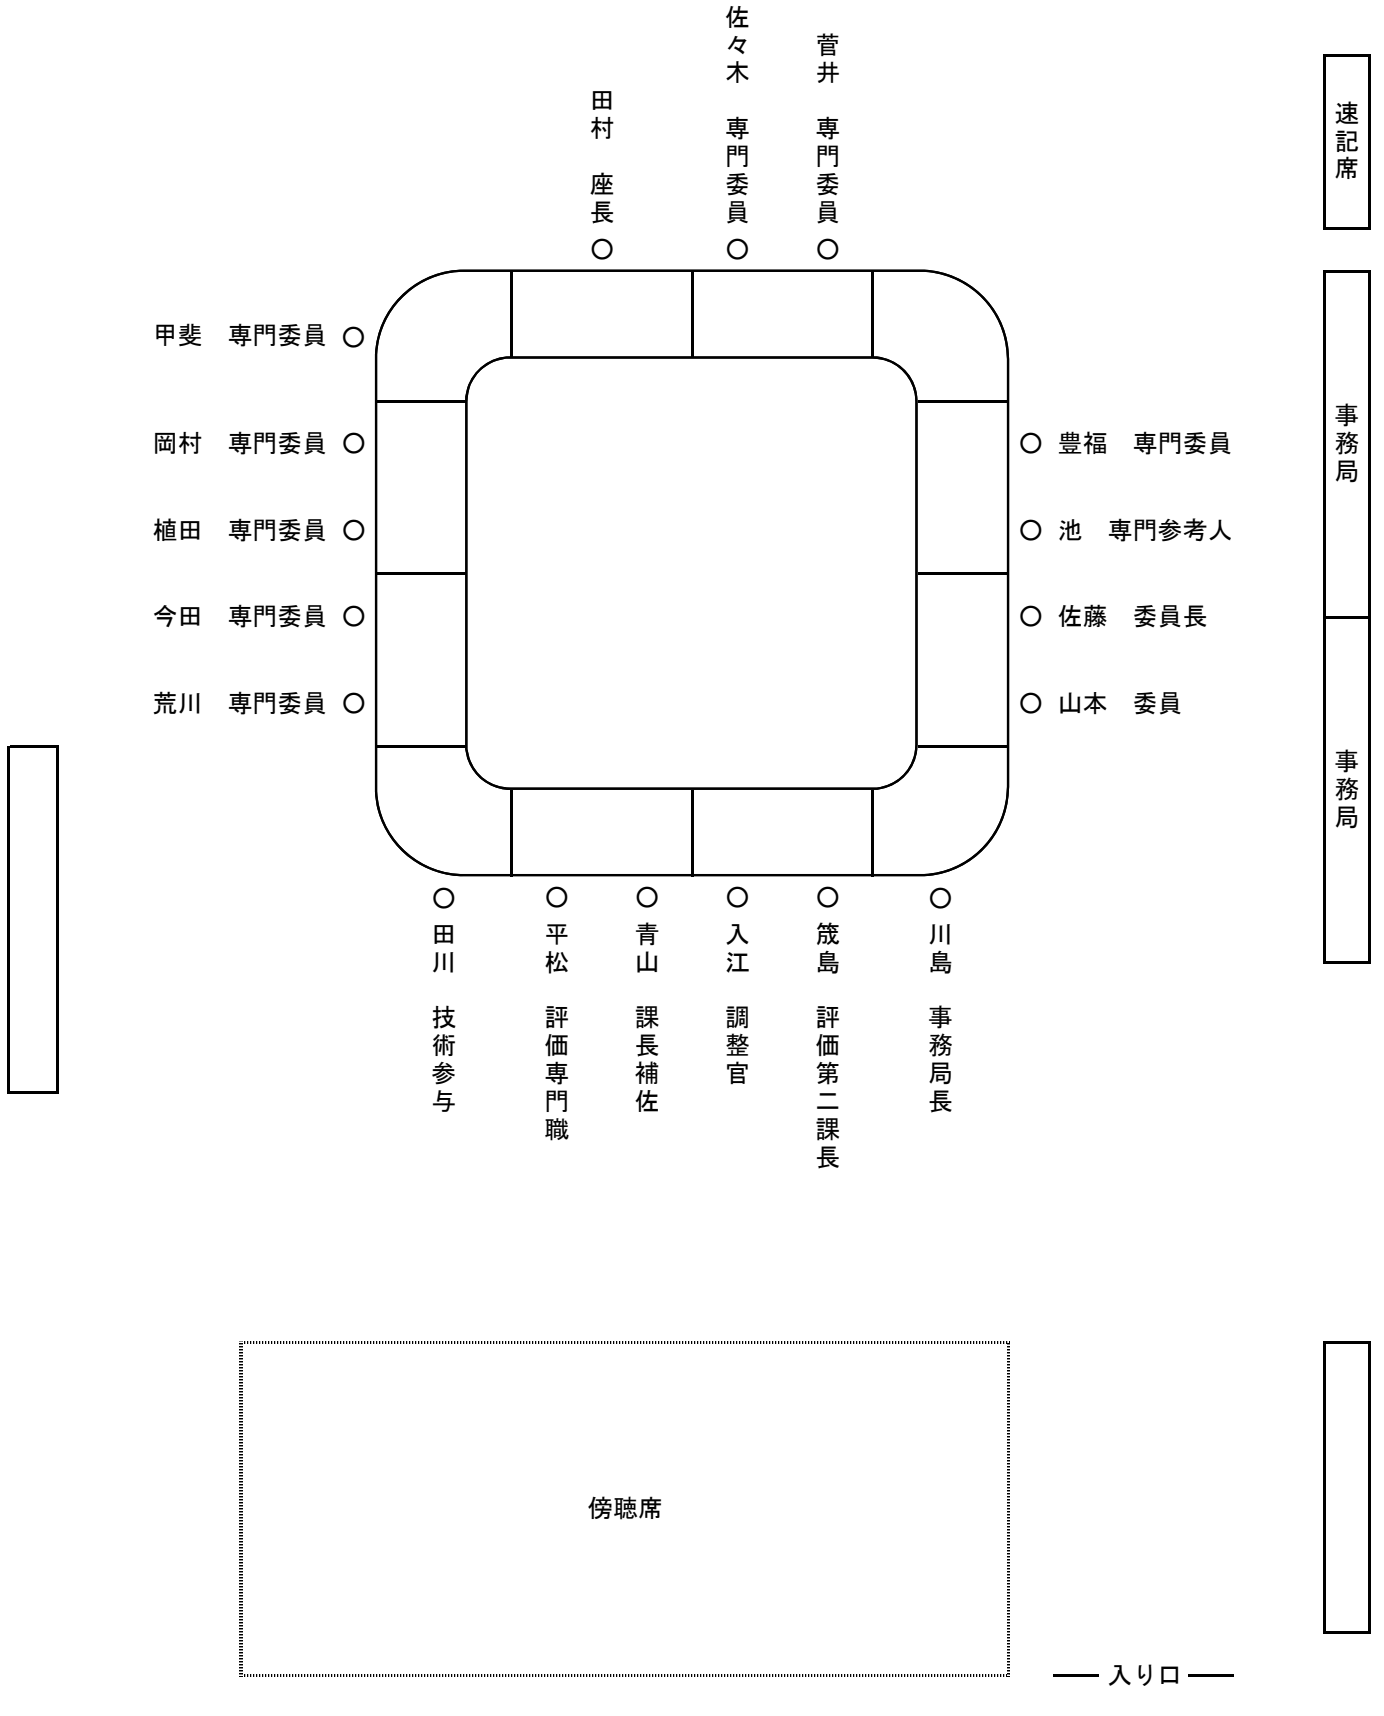 田村　座長
佐々木　専門委員
菅井　専門委員
速記席
甲斐　専門委員
岡村　専門委員
植田　専門委員
今田　専門委員
荒川　専門委員
豊福　専門委員
池　専門参考人
佐藤　委員長
山本　委員
事務局
事務局
田川　技術参与
平松　評価専門職
青山　課長補佐
入江　調整官
筬島　評価第二課長
川島　事務局長
傍聴席
入り口